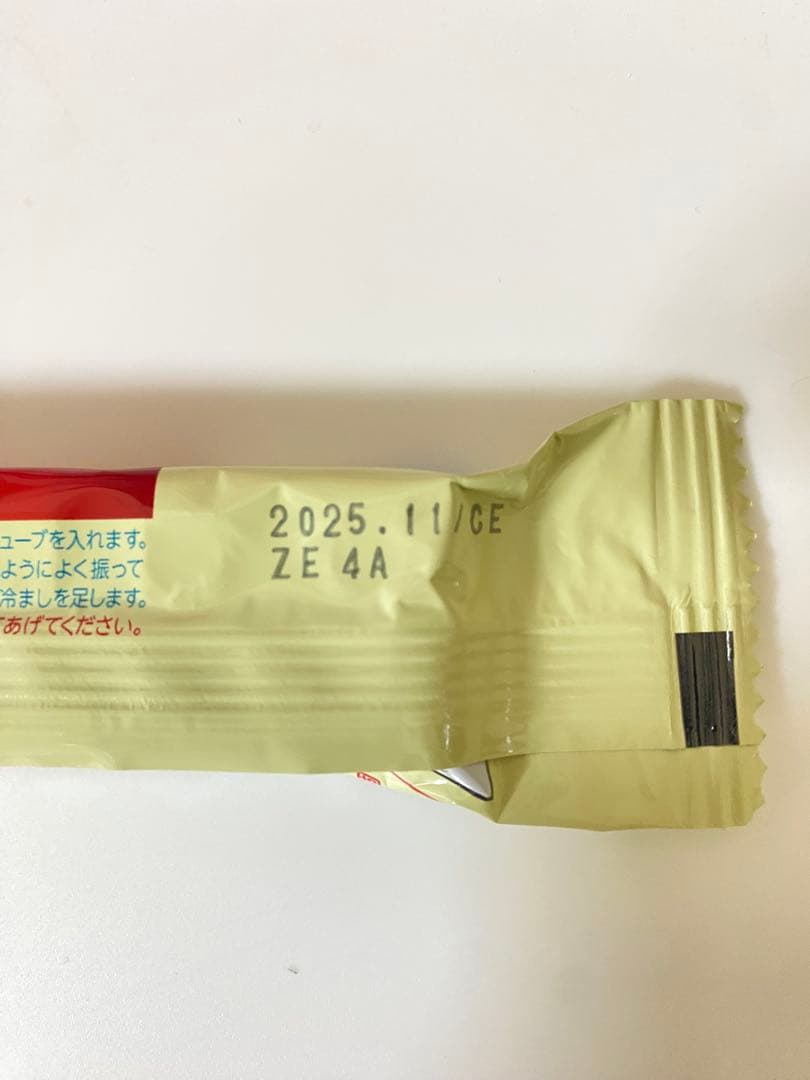 ューブを入れます。
ようによく振って
冷ましを足します。
てあげてください。
2025.11/CE
ZE 4A